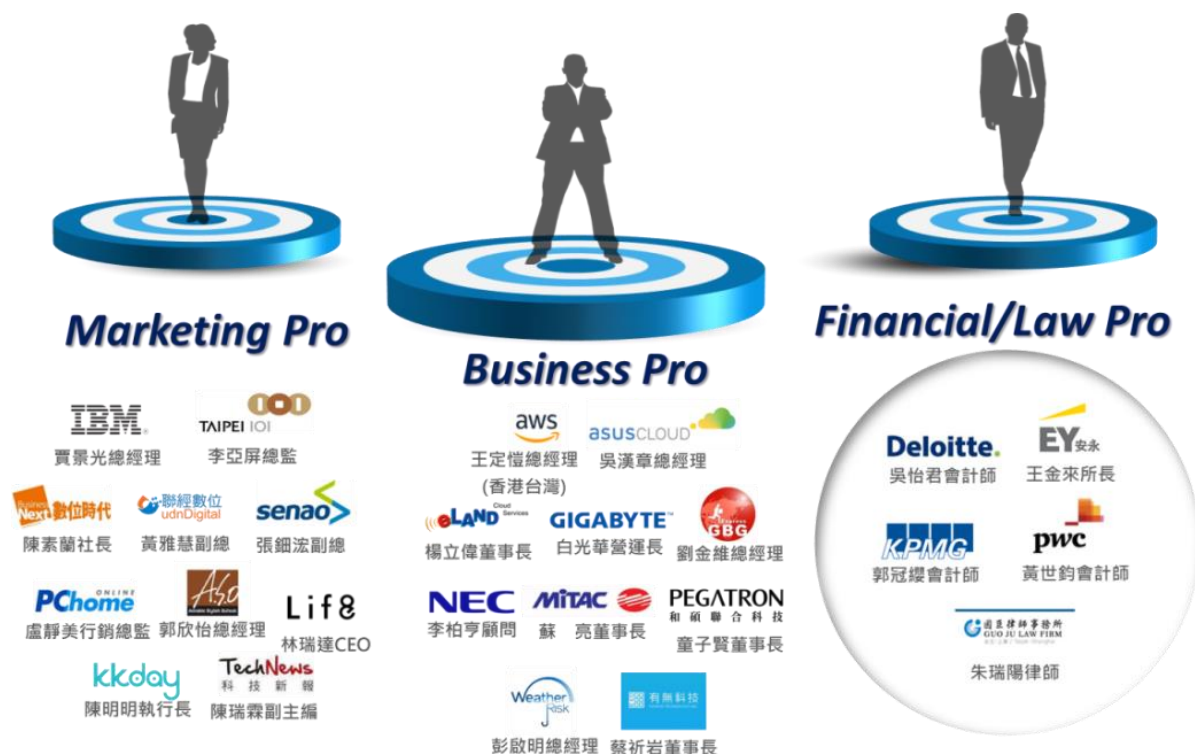 Marketing Pro
IBM.
賈景光總經理
TAIPEI 101
李亞屏總監
Business Next 數位時代
陳素蘭社長
聯經數位
udnDigital
黃雅慧副總
senao
張鈿浤副總
PChome
ONLINE
盧靜美行銷總監
A.S.O
郭欣怡總經理
Lif8
林瑞達CEO
kkday
陳明明執行長
TechNews
科技新報
陳瑞霖副主編
Business Pro
aws
王定愷總經理
(香港台灣)
asusCLOUD
吳漢章總經理
eLAND
Cloud
Services
楊立偉董事長
GIGABYTE™
白光華營運長
GBG
劉金維總經理
NEC
李柏亨顧問
MiTAC
蘇 亮董事長
PEGATRON
和碩聯合科技
童子賢董事長
Weather
Risk
彭啟明總經理
有無科技
蔡祈岩董事長
Financial/Law Pro
Deloitte.
吳怡君會計師
EY安永
王金來所長
KPMG
郭冠纓會計師
pwc
黃世鈞會計師
國巨律師事務所
GUO JU LAW FIRM
朱瑞陽律師